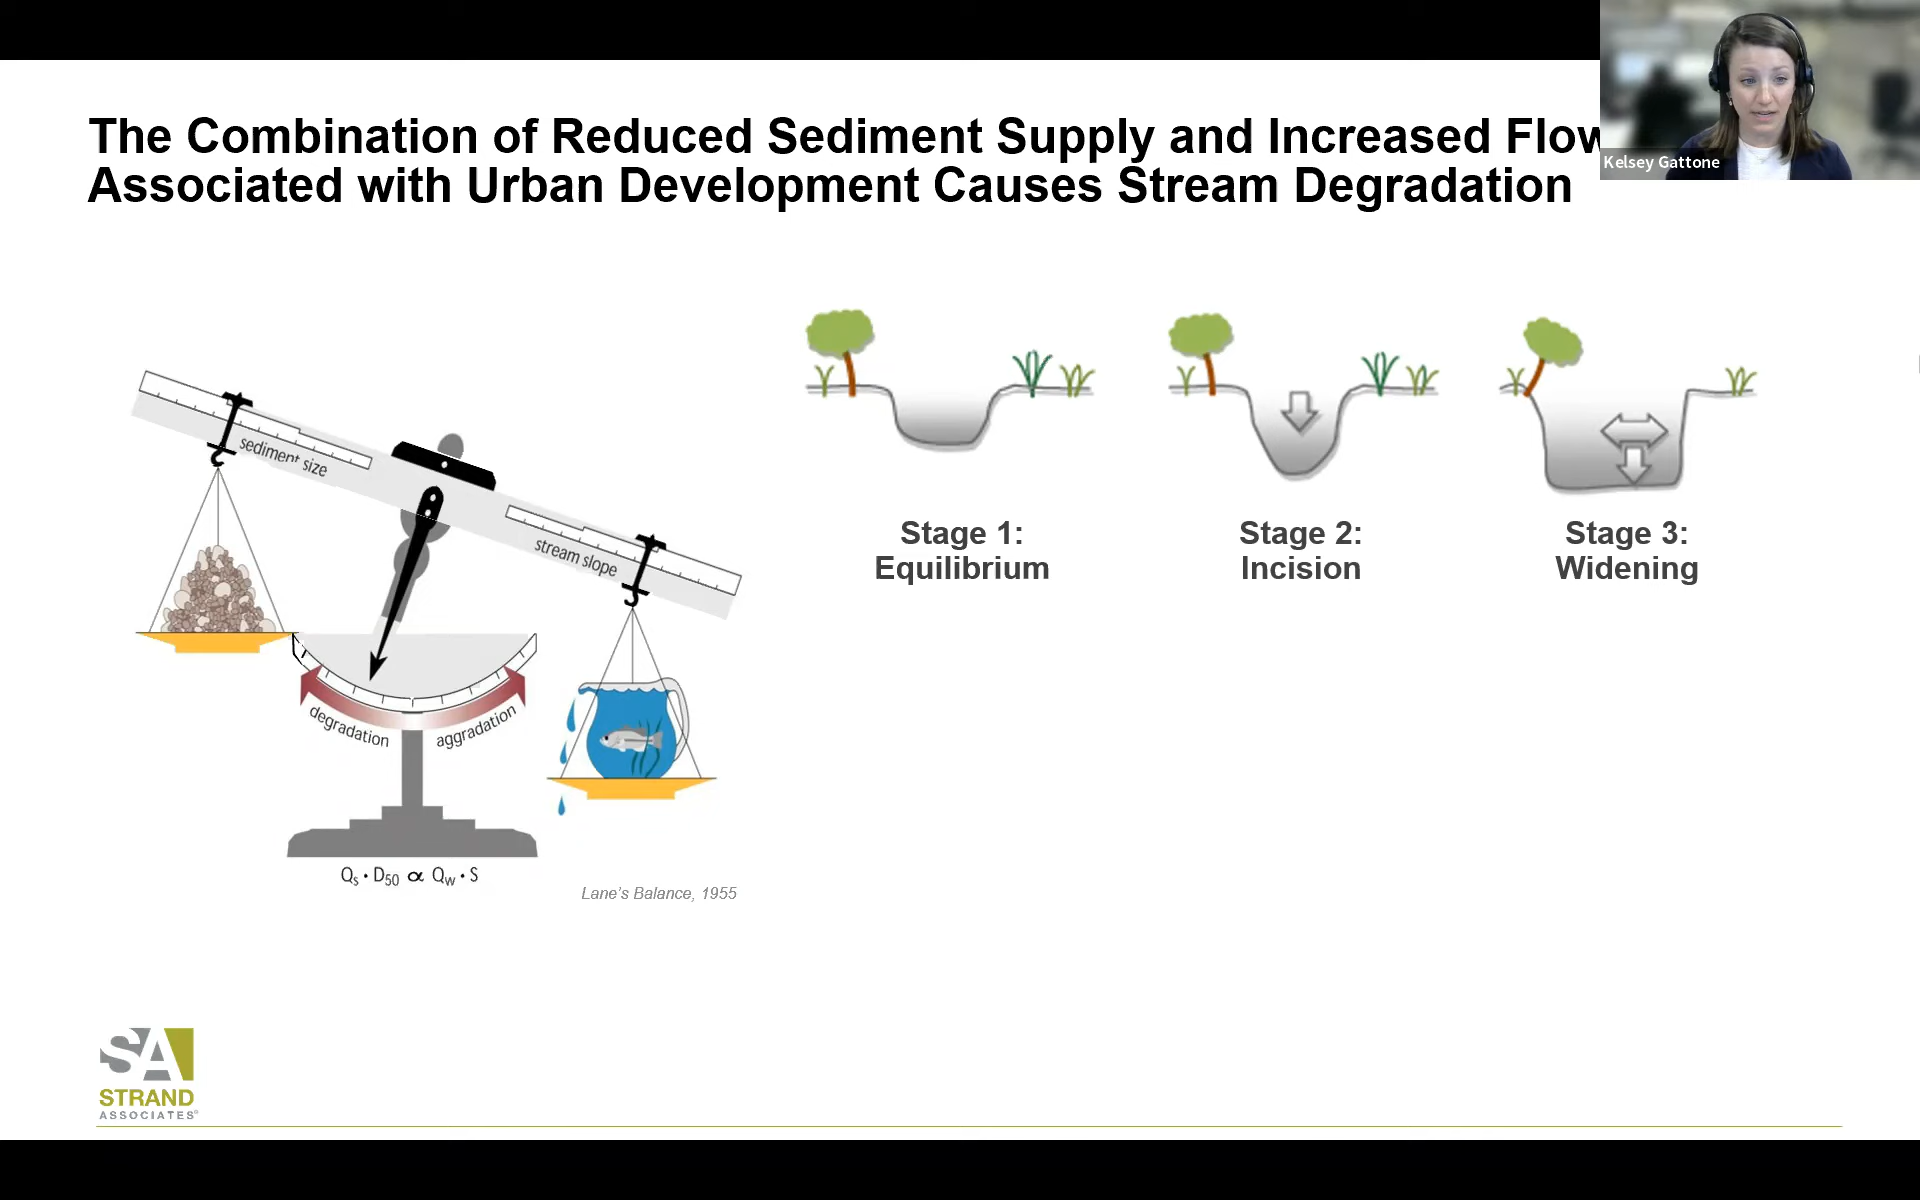 The Combination of Reduced Sediment Supply and Increased Flow
Associated with Urban Development Causes Stream Degradation
Kelsey Gattone
sediment size
stream slope
degradation
aggradation
Qs • D50 ∝ Qw • S
Lane's Balance, 1955
Stage 1:
Equilibrium
Stage 2:
Incision
Stage 3:
Widening
SA
STRAND
ASSOCIATES®